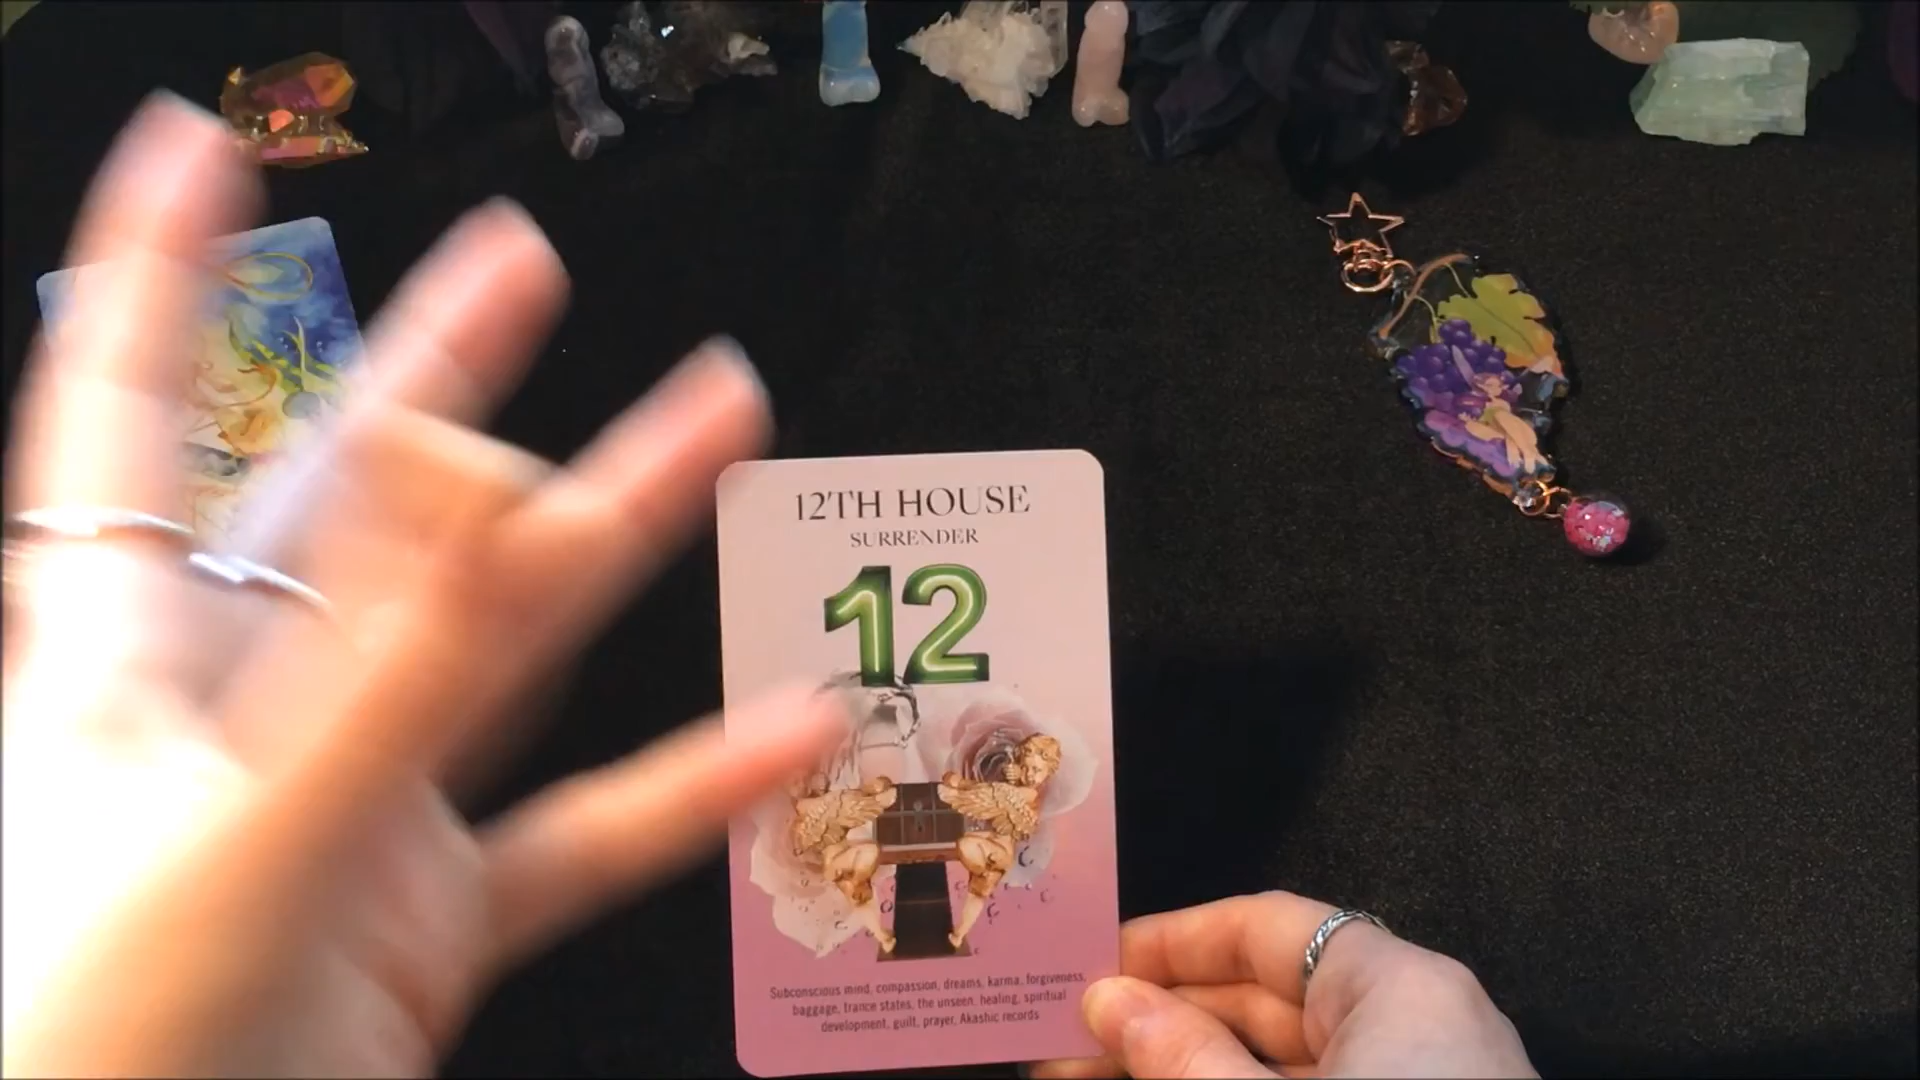 12TH HOUSE
SURRENDER
12
Subconscious mind, compassion, dreams, karma, forgiveness,
baggage, trance states, the unseen, healing, spiritual
development, guilt, prayer, Akashic records